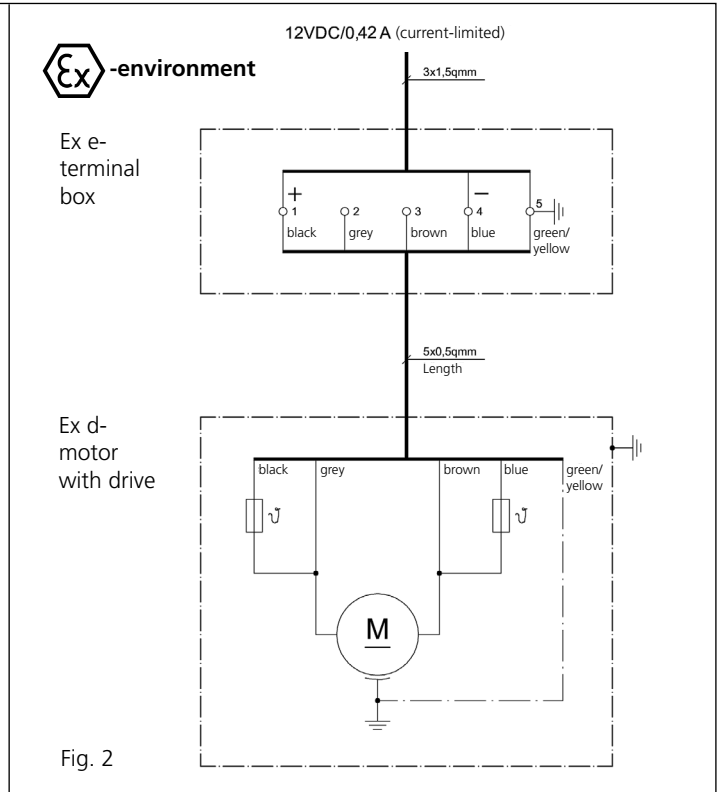 12VDC/0,42 A (current-limited)
Ex -environment
3x1,5qmm
Ex e-
terminal
box
+ −
1 2 3 4 5
black grey brown blue green/
yellow
5x0,5qmm
Length
Ex d-
motor
with drive
black grey brown blue green/
yellow
ϑ ϑ
M
Fig. 2